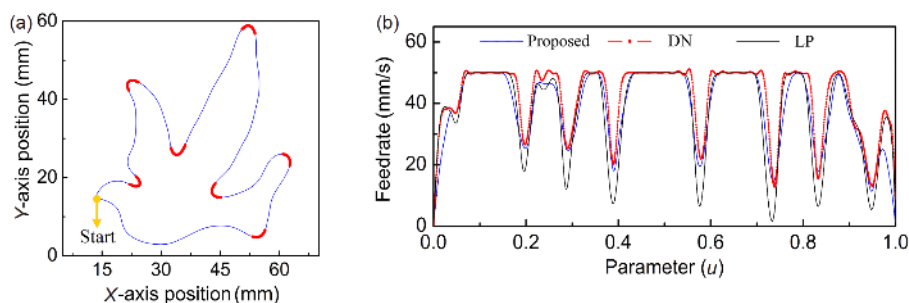 (a)
60
40
20
0
Y-axis position (mm)
Start
15
30
45
60
X-axis position (mm)
(b)
Proposed
DN
LP
60
40
20
0
Feedrate (mm/s)
0.0
0.2
0.4
0.6
0.8
1.0
Parameter (u)